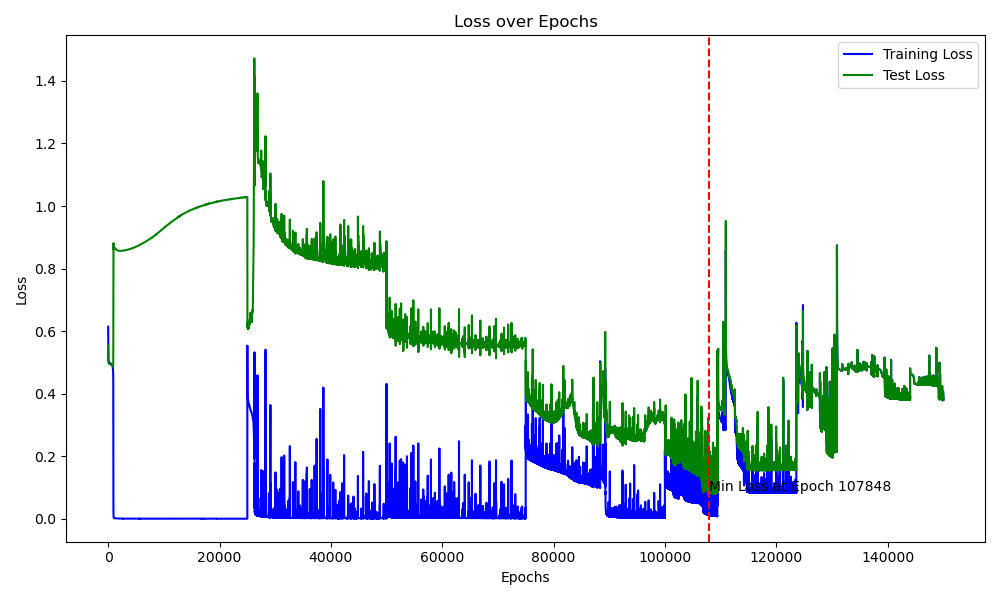 Loss over Epochs
Training Loss
Test Loss
Loss
1.4
1.2
1.0
0.8
0.6
0.4
0.2
0.0
Min Loss at Epoch 107848
0
20000
40000
60000
80000
100000
120000
140000
Epochs